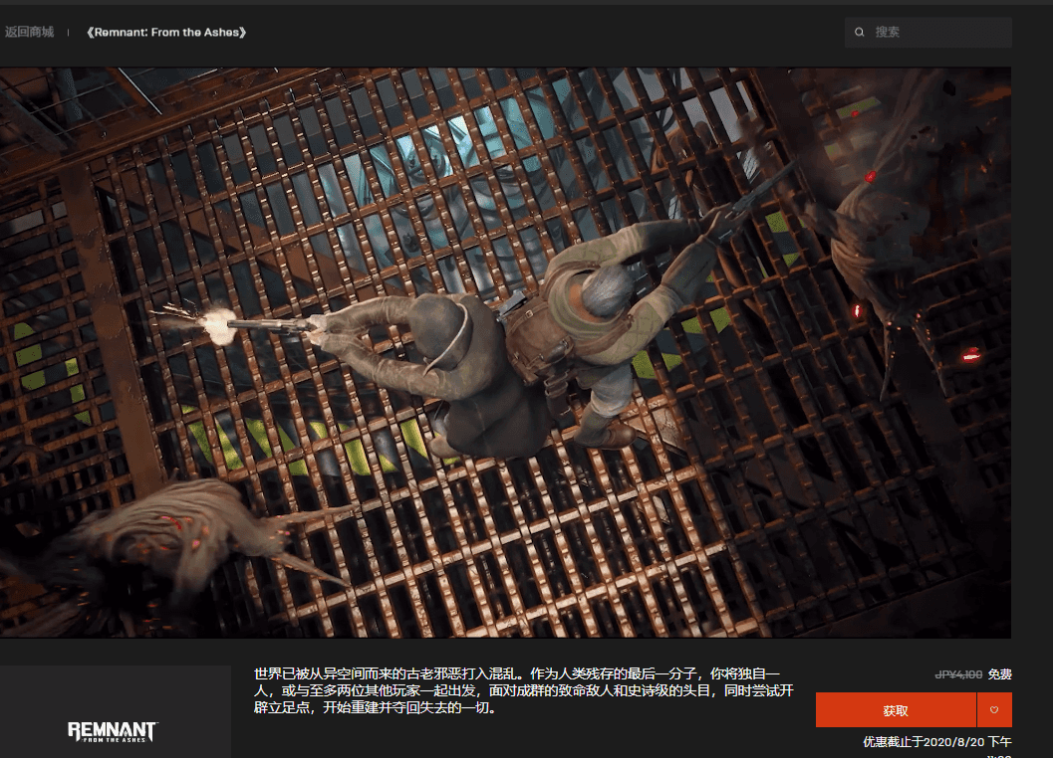 返回商城 | 《Remnant: From the Ashes》
搜索
世界已被从异空间而来的古老邪恶打入混乱。作为人类残存的最后一分子，你将独自一
人，或与至多两位其他玩家一起出发，面对成群的致命敌人和史诗级的头目，同时尝试开
辟立足点，开始重建并夺回失去的一切。
JP¥4,100 免费
获取
优惠截止于2020/8/20 下午
REMNANT
FROM THE ASHES